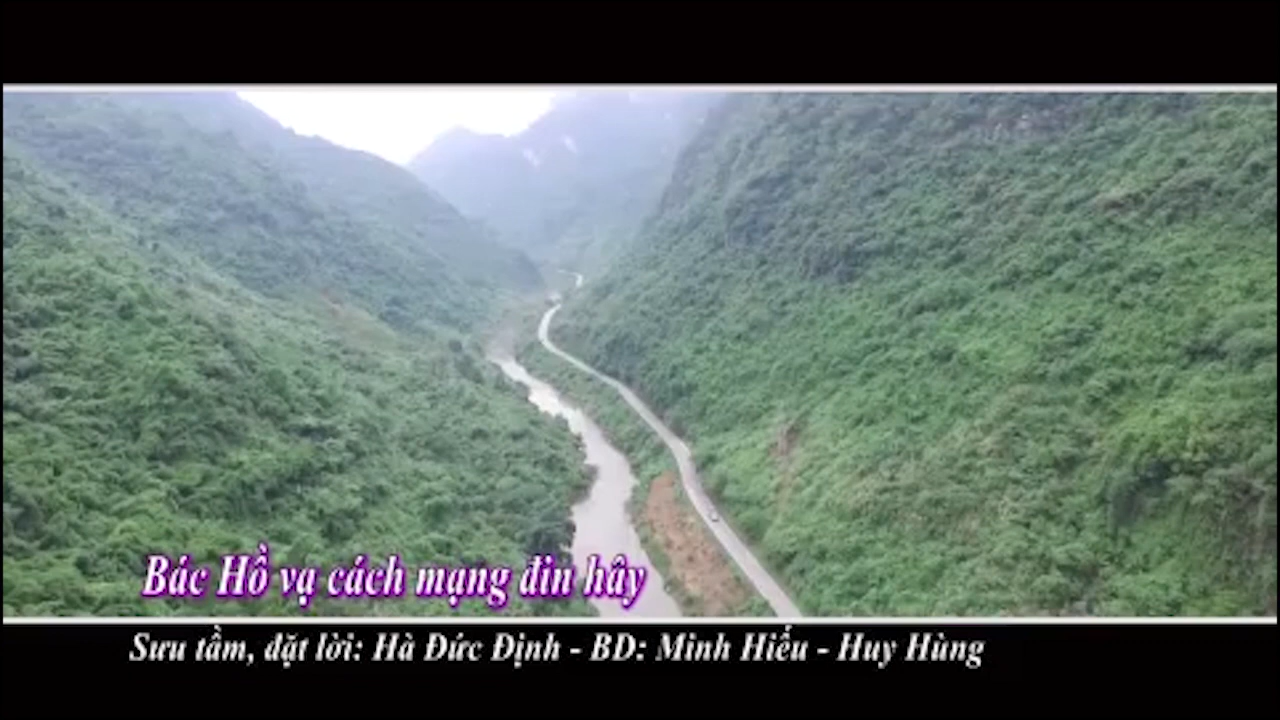 Bác Hồ vạ cách mạng đin hây
Sưu tầm, đặt lời: Hà Đức Định - BD: Minh Hiếu - Huy Hùng